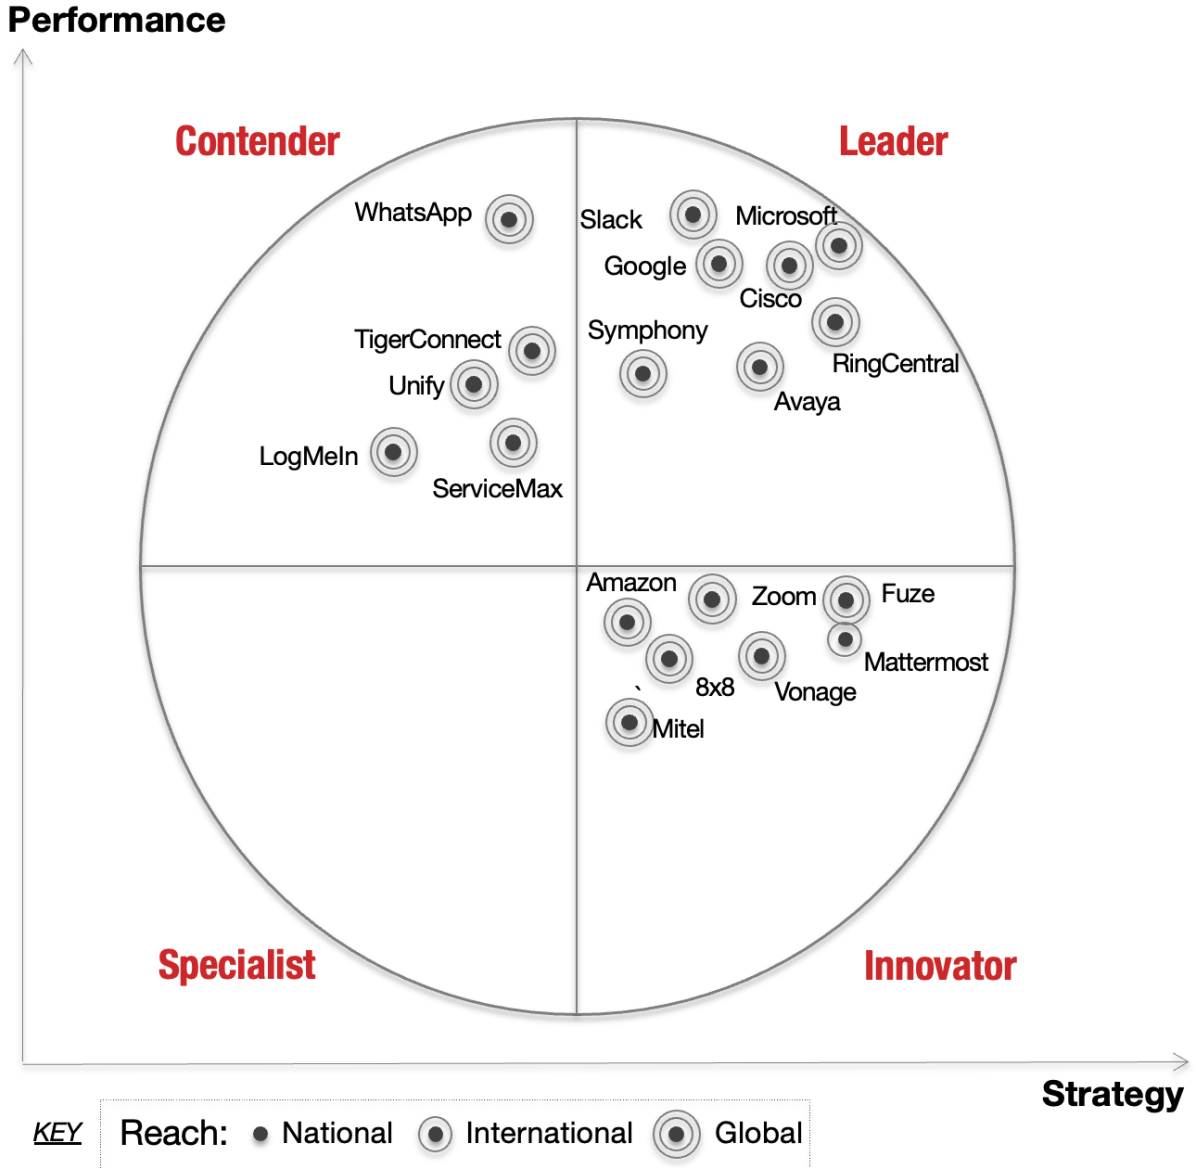 Performance
Contender
Leader
WhatsApp
Slack
Microsoft
Google
Cisco
TigerConnect
Symphony
Unify
RingCentral
Avaya
LogMeIn
ServiceMax
Amazon
Zoom
Fuze
Mattermost
8x8
Vonage
`
Mitel
Specialist
Innovator
Strategy
KEY Reach: National International Global